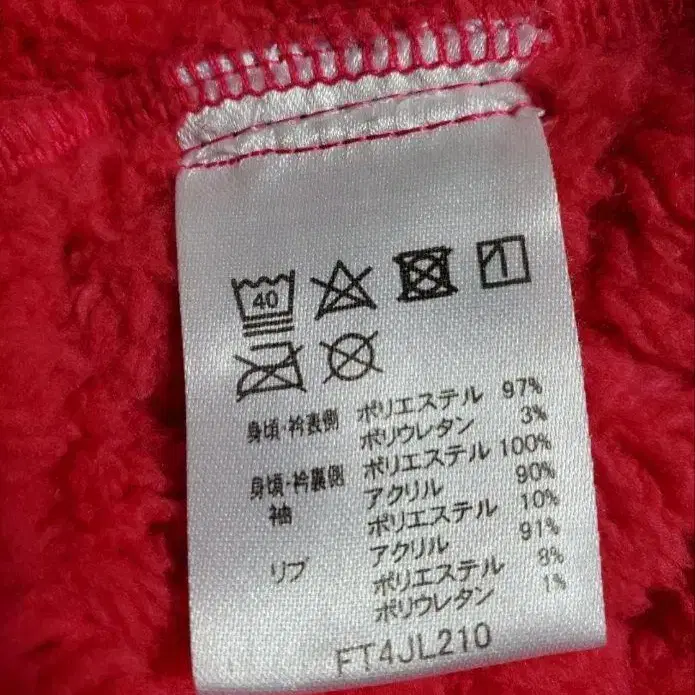 40
身頃・衿表側 ポリエステル 97%
ポリウレタン 3%
身頃・衿裏側 ポリエステル 100%
袖 アクリル 90%
ポリエステル 10%
リブ アクリル 91%
ポリエステル 8%
ポリウレタン 1%
FT4JL210